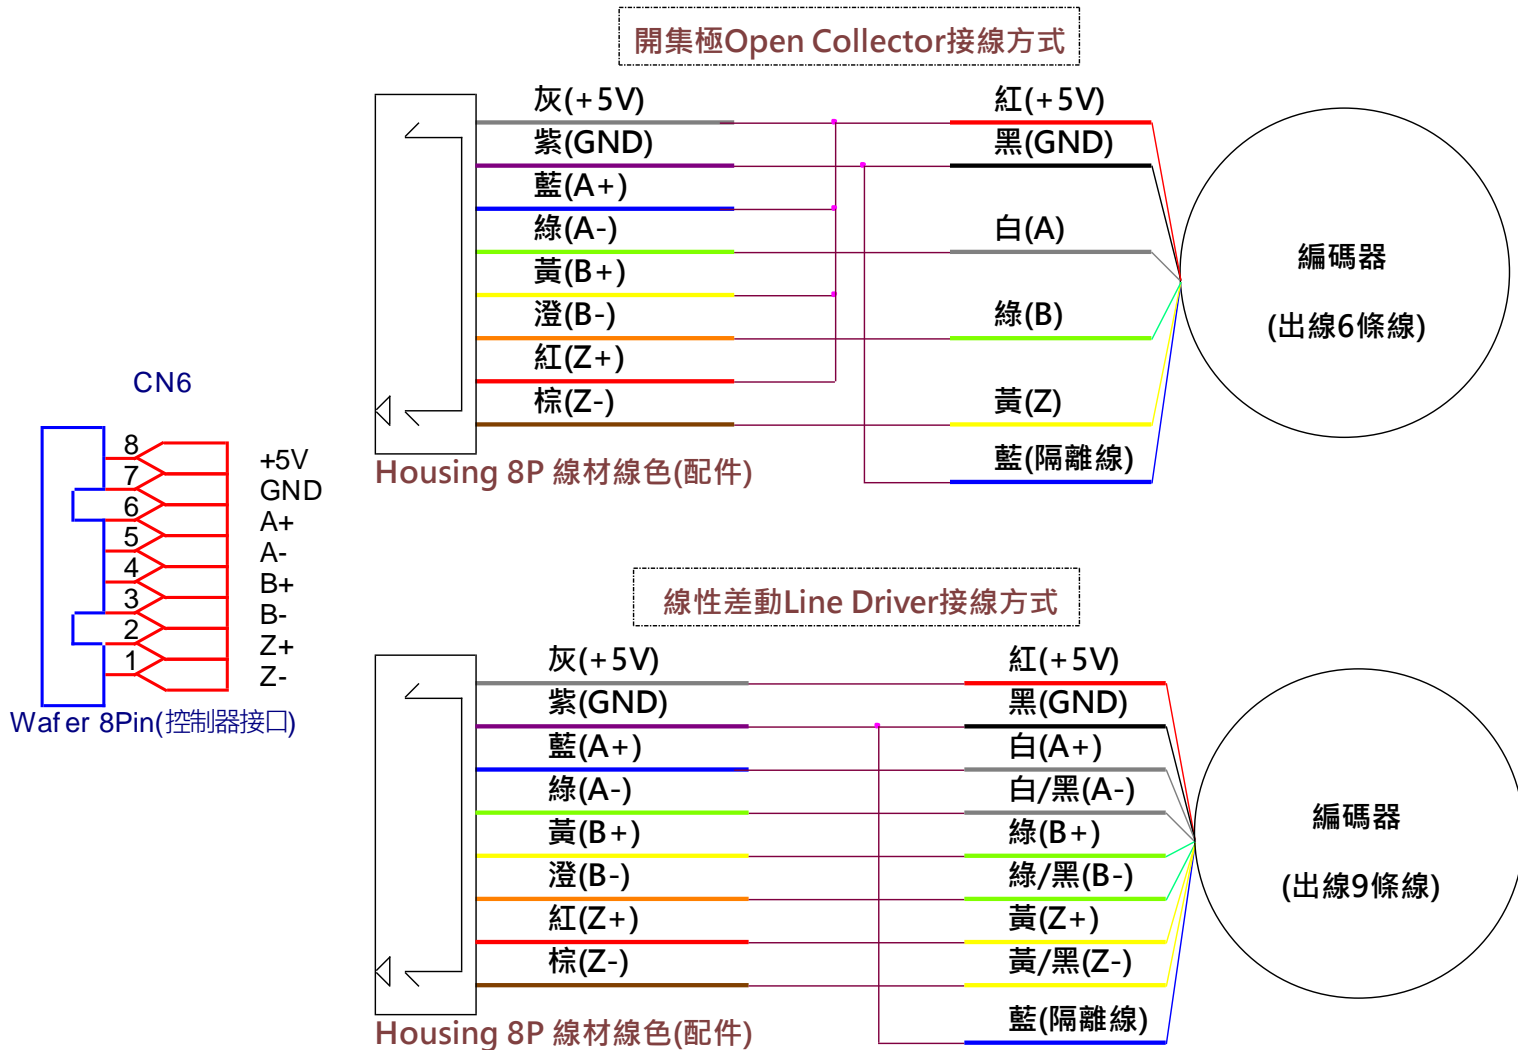 開集極Open Collector接線方式
灰(+5V)
紫(GND)
藍(A+)
綠(A-)
黃(B+)
澄(B-)
紅(Z+)
棕(Z-)
紅(+5V)
黑(GND)
白(A)
綠(B)
黃(Z)
藍(隔離線)
編碼器
(出線6條線)
Housing 8P 線材線色(配件)
CN6
8
7
6
5
4
3
2
1
+5V
GND
A+
A-
B+
B-
Z+
Z-
Wafer 8Pin(控制器接口)
線性差動Line Driver接線方式
灰(+5V)
紫(GND)
藍(A+)
綠(A-)
黃(B+)
澄(B-)
紅(Z+)
棕(Z-)
紅(+5V)
黑(GND)
白(A+)
白/黑(A-)
綠(B+)
綠/黑(B-)
黃(Z+)
黃/黑(Z-)
藍(隔離線)
編碼器
(出線9條線)
Housing 8P 線材線色(配件)